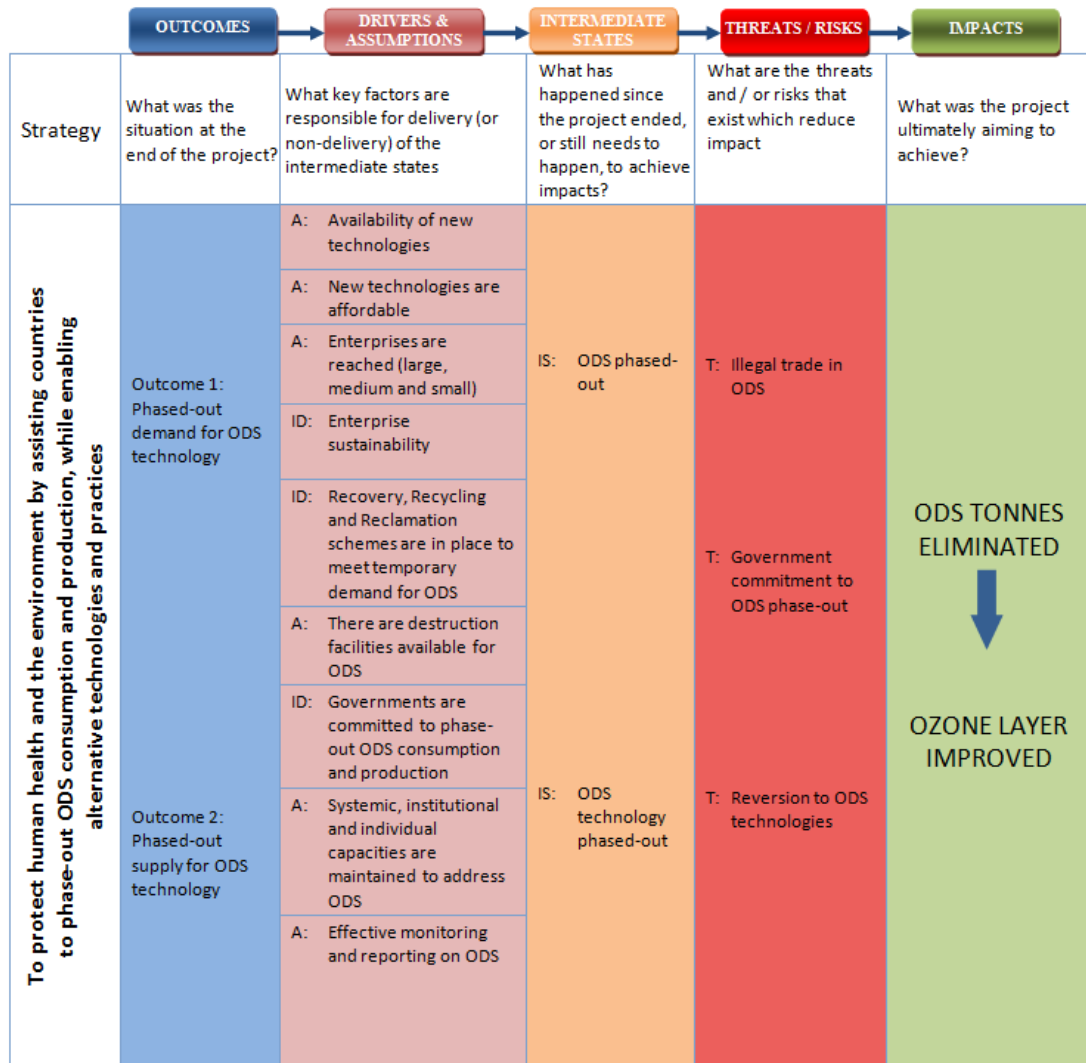 OUTCOMES
DRIVERS &
ASSUMPTIONS
INTERMEDIATE
STATES
THREATS / RISKS
IMPACTS
Strategy
What was the
situation at the
end of the project?
What key factors are
responsible for delivery (or
non-delivery) of the
intermediate states
What has
happened since
the project ended,
or still needs to
happen, to achieve
impacts?
What are the threats
and / or risks that
exist which reduce
impact
What was the project
ultimately aiming to
achieve?
To protect human health and the environment by assisting countries
to phase-out ODS consumption and production, while enabling
alternative technologies and practices
Outcome 1:
Phased-out
demand for ODS
technology
Outcome 2:
Phased-out
supply for ODS
technology
A: Availability of new
technologies
A: New technologies are
affordable
A: Enterprises are
reached (large,
medium and small)
ID: Enterprise
sustainability
ID: Recovery, Recycling
and Reclamation
schemes are in place to
meet temporary
demand for ODS
A: There are destruction
facilities available for
ODS
ID: Governments are
committed to phase-
out ODS consumption
and production
A: Systemic, institutional
and individual
capacities are
maintained to address
ODS
A: Effective monitoring
and reporting on ODS
IS: ODS phased-
out
IS: ODS
technology
phased-out
T: Illegal trade in
ODS
T: Government
commitment to
ODS phase-out
T: Reversion to ODS
technologies
ODS TONNES
ELIMINATED
OZONE LAYER
IMPROVED